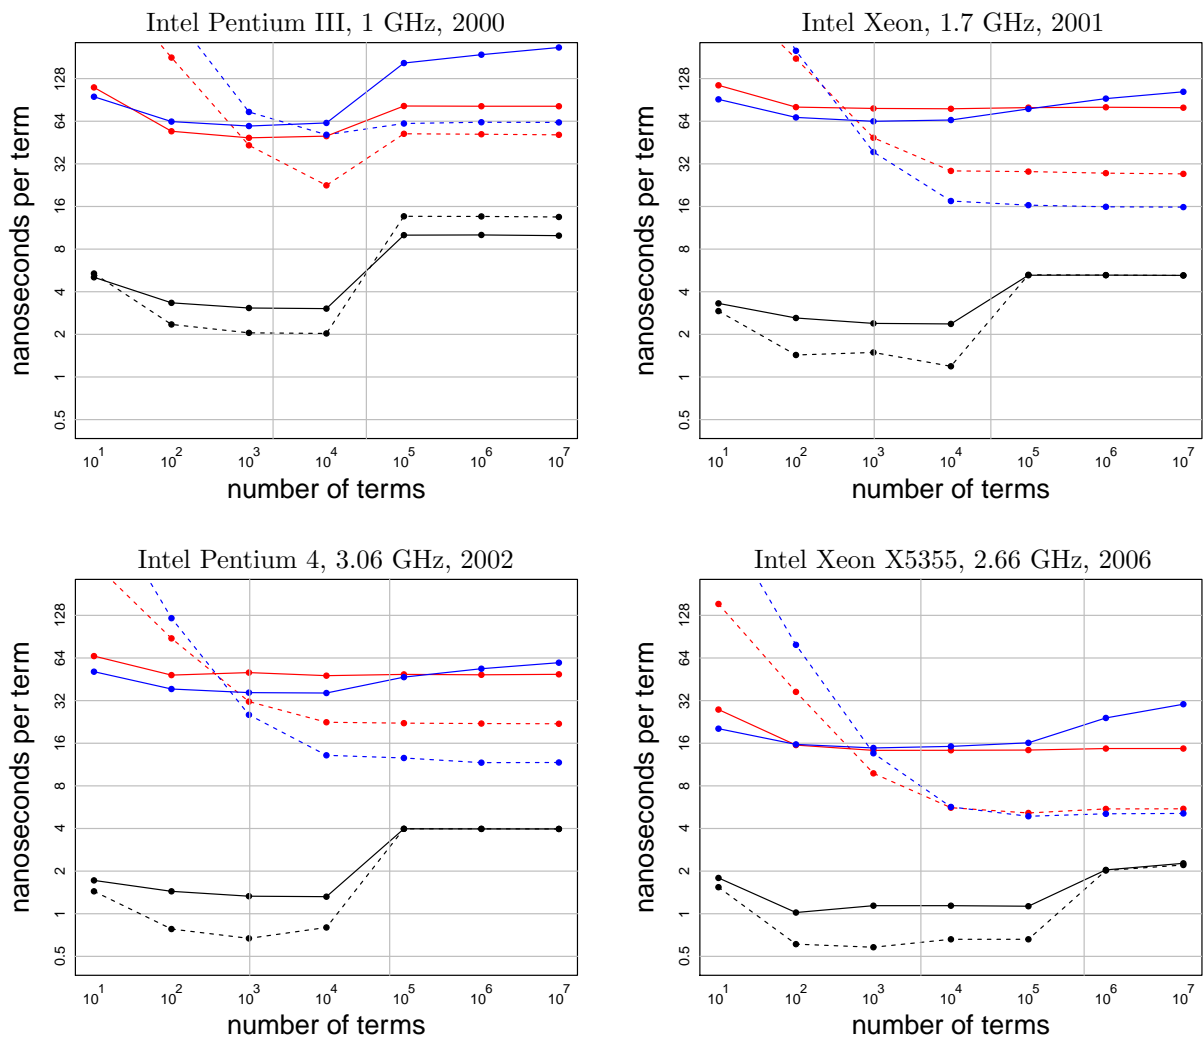 Intel Pentium III, 1 GHz, 2000
nanoseconds per term
128
64
32
16
8
4
2
1
0.5
10^1 10^2 10^3 10^4 10^5 10^6 10^7
number of terms
Intel Xeon, 1.7 GHz, 2001
nanoseconds per term
128
64
32
16
8
4
2
1
0.5
10^1 10^2 10^3 10^4 10^5 10^6 10^7
number of terms
Intel Pentium 4, 3.06 GHz, 2002
nanoseconds per term
128
64
32
16
8
4
2
1
0.5
10^1 10^2 10^3 10^4 10^5 10^6 10^7
number of terms
Intel Xeon X5355, 2.66 GHz, 2006
nanoseconds per term
128
64
32
16
8
4
2
1
0.5
10^1 10^2 10^3 10^4 10^5 10^6 10^7
number of terms